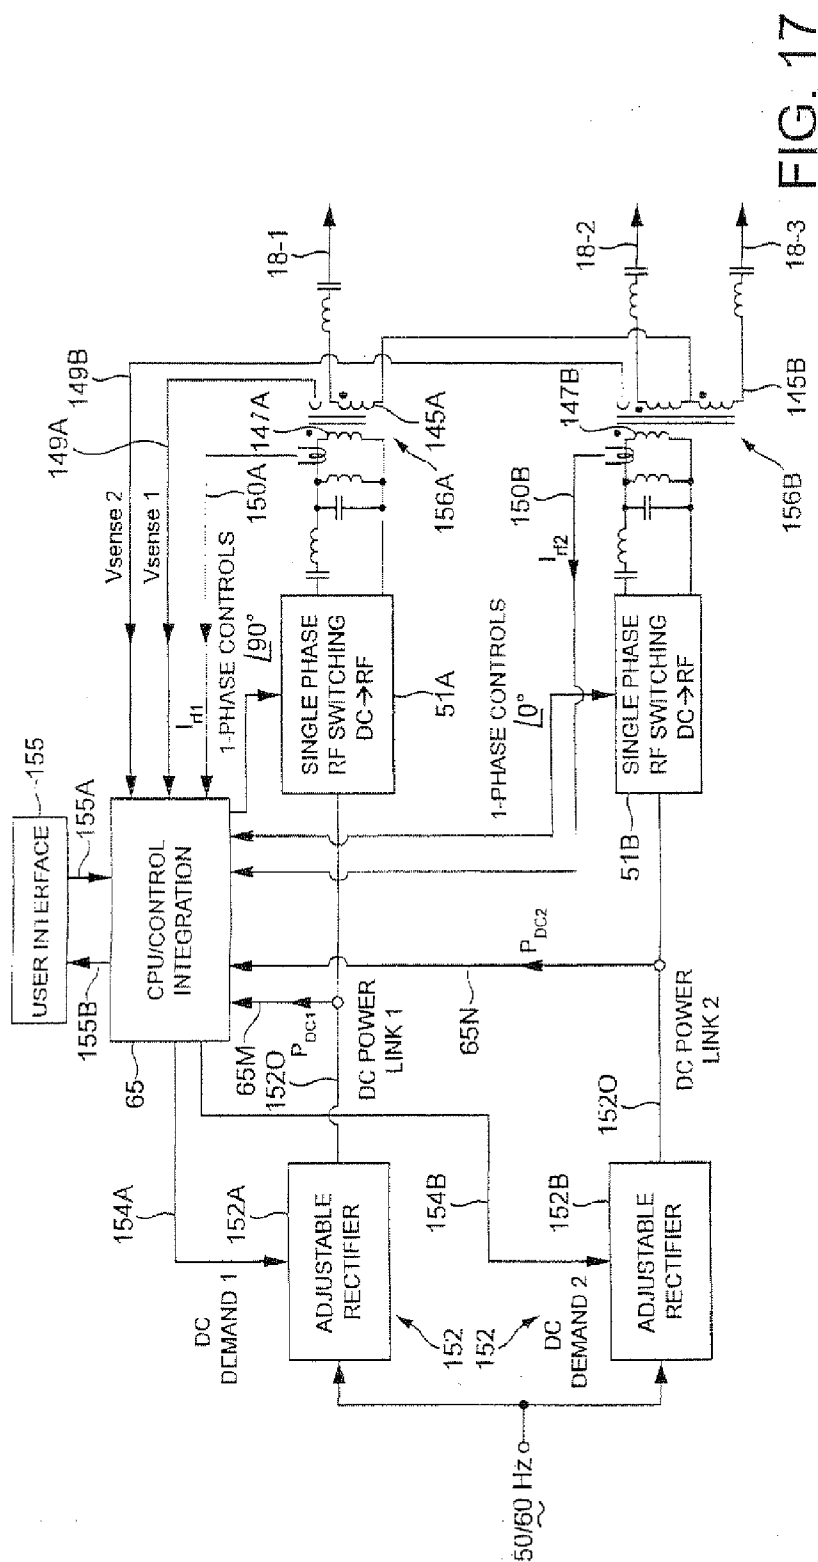 USER INTERFACE
155
155A
155B
CPU/CONTROL
INTEGRATION
65
Vsense 2
Vsense 1
149A
149B
I rf1
150A
1-PHASE CONTROLS
/90°
154A
DC
DEMAND 1
152A
ADJUSTABLE
RECTIFIER
152
65M
152O
P DC1
DC POWER
LINK 1
SINGLE PHASE
RF SWITCHING
DC→RF
51A
147A
145A
156A
18-1
1-PHASE CONTROLS
/0°
I rf2
150B
154B
DC
DEMAND 2
152
152B
ADJUSTABLE
RECTIFIER
65N
P DC2
152O
DC POWER
LINK 2
SINGLE PHASE
RF SWITCHING
DC→RF
51B
147B
145B
156B
18-2
18-3
50/60 Hz
~
FIG. 17